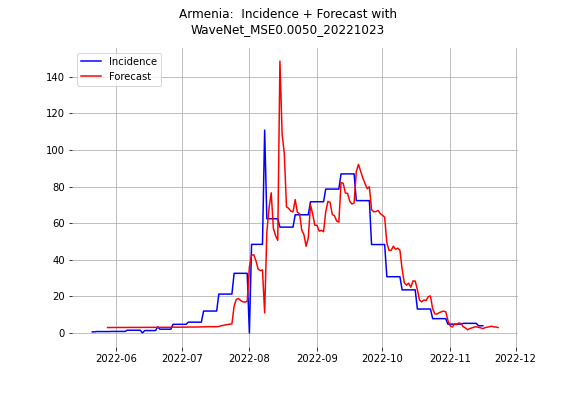 Armenia:  Incidence + Forecast with
WaveNet_MSE0.0050_20221023
Incidence
Forecast
140
120
100
80
60
40
20
0
2022-06 2022-07 2022-08 2022-09 2022-10 2022-11 2022-12